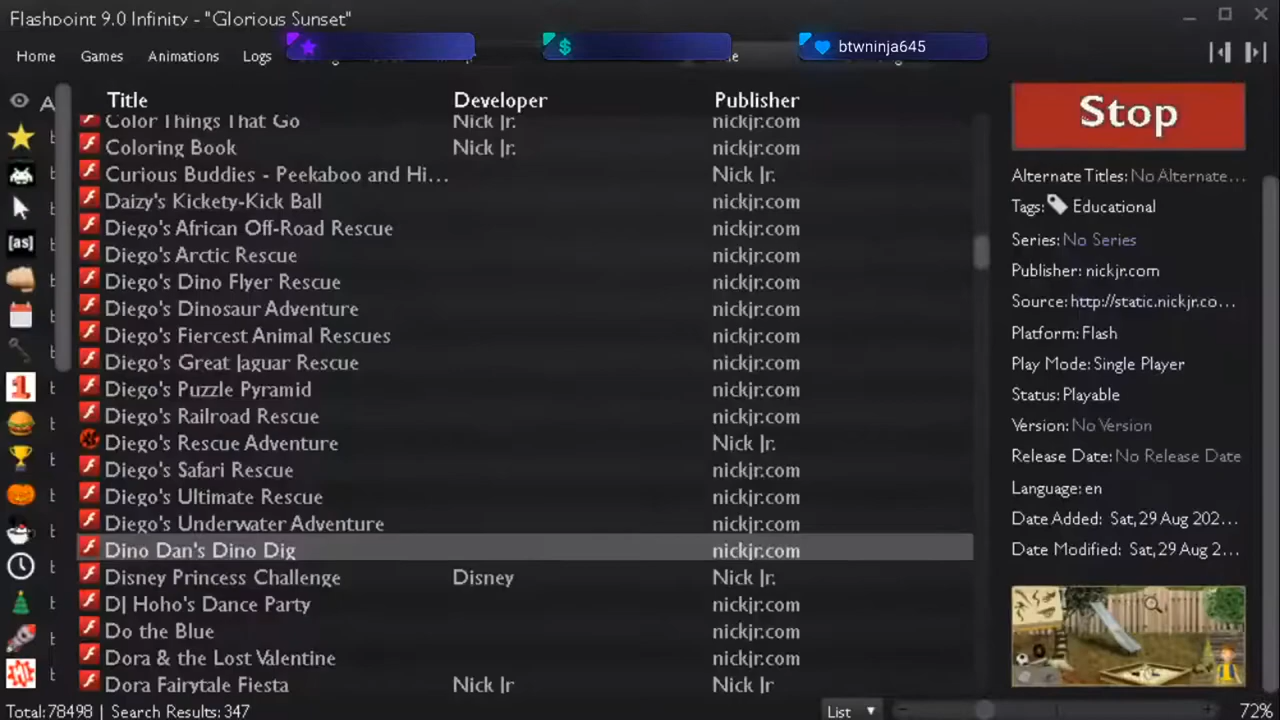 Flashpoint 9.0 Infinity - "Glorious Sunset"
btwninja645
Home Games Animations Logs
Title Developer Publisher
Color Things That Go Nick Jr. nickjr.com
Coloring Book Nick Jr. nickjr.com
Curious Buddies - Peekaboo and Hi... Nick Jr.
Daizy's Kickety-Kick Ball nickjr.com
Diego's African Off-Road Rescue nickjr.com
Diego's Arctic Rescue nickjr.com
Diego's Dino Flyer Rescue nickjr.com
Diego's Dinosaur Adventure nickjr.com
Diego's Fiercest Animal Rescues nickjr.com
Diego's Great Jaguar Rescue nickjr.com
Diego's Puzzle Pyramid nickjr.com
Diego's Railroad Rescue nickjr.com
Diego's Rescue Adventure Nick Jr.
Diego's Safari Rescue nickjr.com
Diego's Ultimate Rescue nickjr.com
Diego's Underwater Adventure nickjr.com
Dino Dan's Dino Dig nickjr.com
Disney Princess Challenge Disney Nick Jr.
DJ Hoho's Dance Party nickjr.com
Do the Blue nickjr.com
Dora & the Lost Valentine nickjr.com
Dora Fairytale Fiesta Nick Jr Nick Jr
Stop
Alternate Titles: No Alternate...
Tags: Educational
Series: No Series
Publisher: nickjr.com
Source: http://static.nickjr.co...
Platform: Flash
Play Mode: Single Player
Status: Playable
Version: No Version
Release Date: No Release Date
Language: en
Date Added: Sat, 29 Aug 202...
Date Modified: Sat, 29 Aug 2...
Total: 78498 | Search Results: 347
List
72%